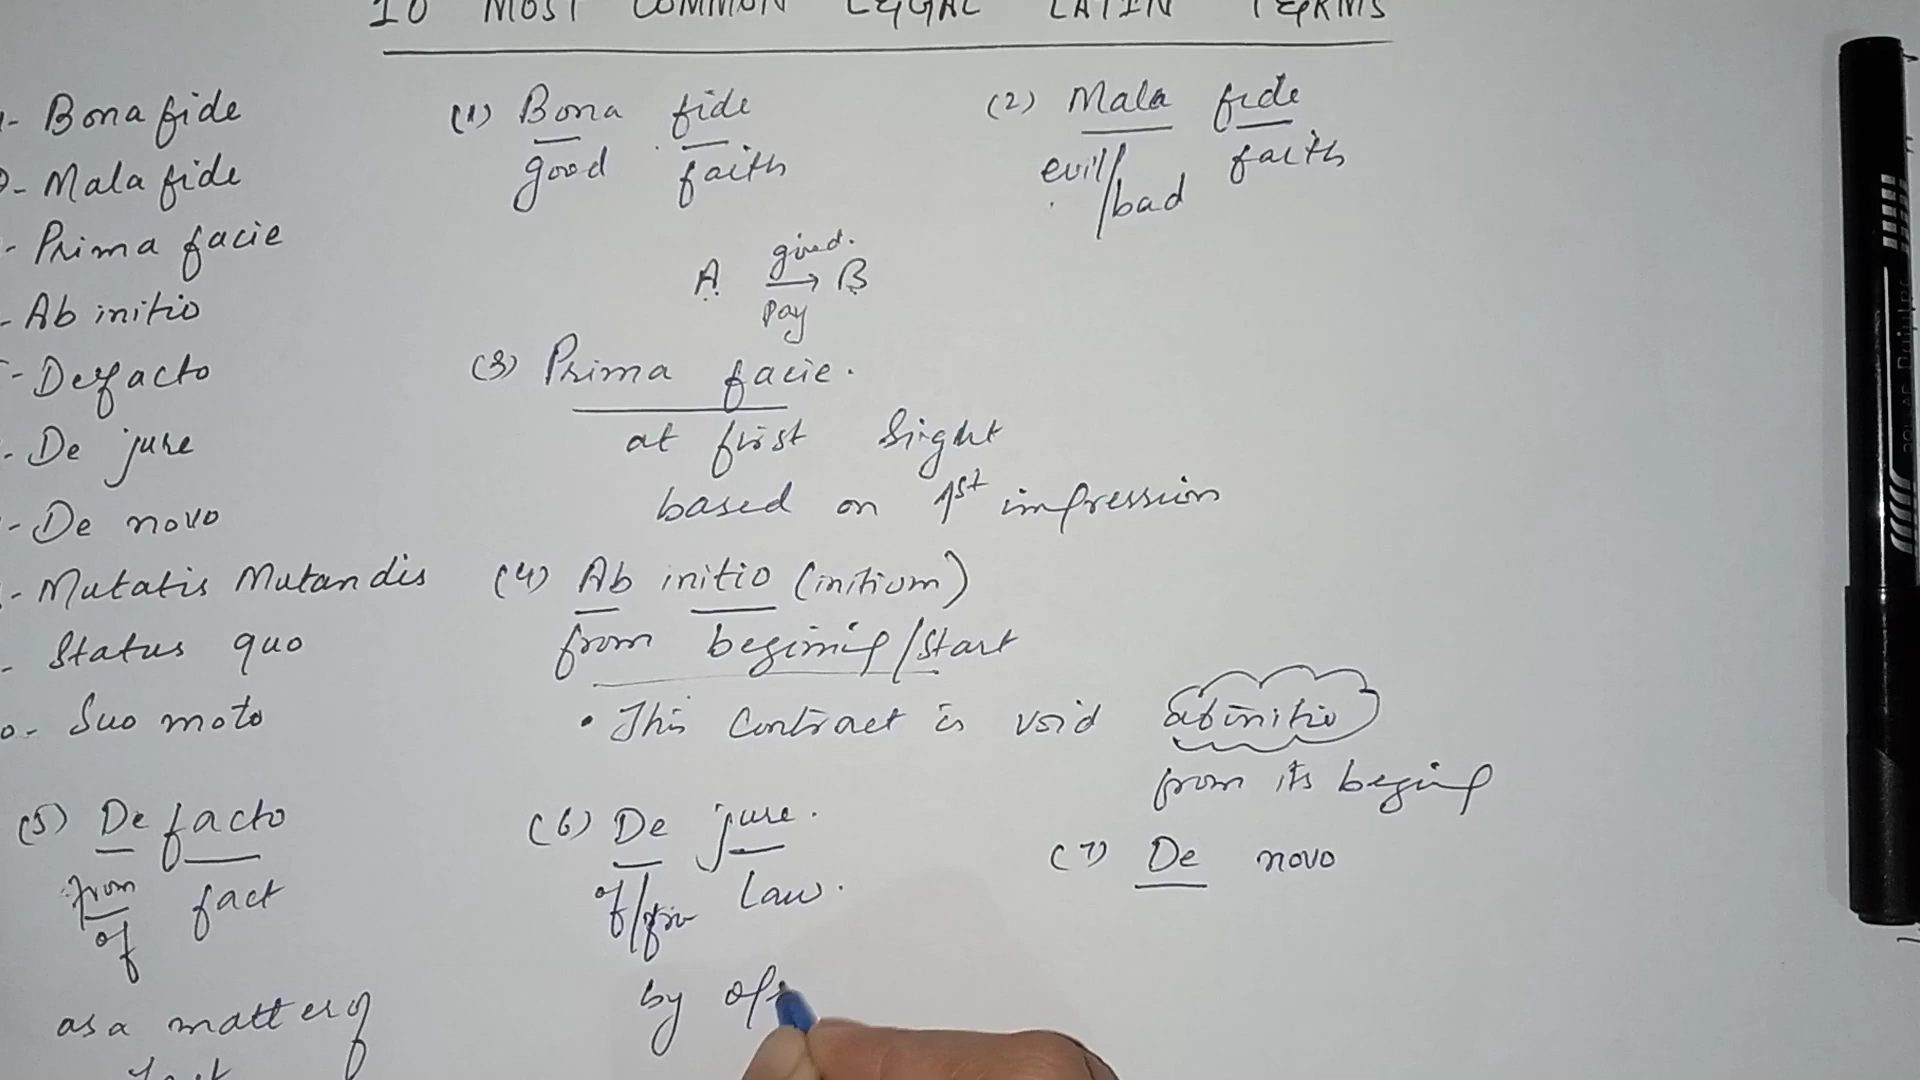 10 MOST COMMON LEGAL LATIN TERMS
- Bona fide
- Mala fide
- Prima facie
- Ab initio
- Defacto
- De jure
- De novo
- Mutatis Mutandis
- Status quo
0- Suo moto
(1) Bona fide
good faith
(2) Mala fide
evil/bad faith
A good. B
pay
(3) Prima facie.
at first sight
based on 1st impression
(4) Ab initio (initium)
from begining/start
• This contract is void abinitio
from its beging
(5) De facto
from fact
of
as a matter of
fact
(6) De jure.
of/from law.
by
(7) De novo